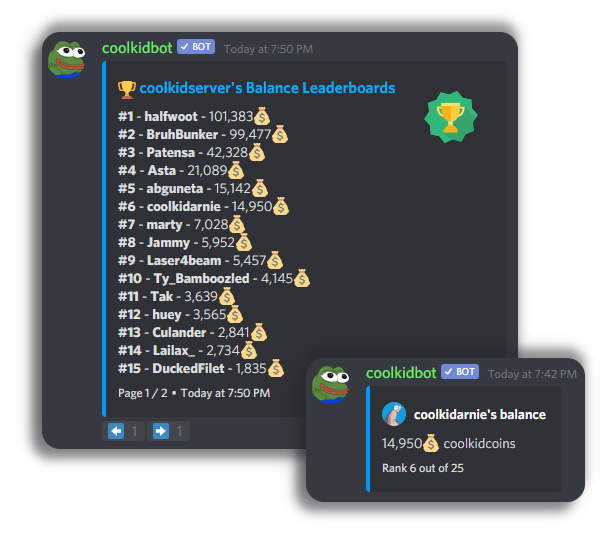 coolkidbot ✓ BOT Today at 7:50 PM
🏆 coolkidserver's Balance Leaderboards
#1 - halfwoot - 101,383💰
#2 - BruhBunker - 99,477💰
#3 - Patensa - 42,328💰
#4 - Asta - 21,089💰
#5 - abguneta - 15,142💰
#6 - coolkidarnie - 14,950💰
#7 - marty - 7,028💰
#8 - Jammy - 5,952💰
#9 - Laser4beam - 5,457💰
#10 - Ty_Bamboozled - 4,145💰
#11 - Tak - 3,639💰
#12 - huey - 3,565💰
#13 - Culander - 2,841💰
#14 - Lailax_ - 2,734💰
#15 - DuckedFilet - 1,835💰
Page 1 / 2 • Today at 7:50 PM
⬅ 1 ➡ 1
coolkidbot ✓ BOT Today at 7:42 PM
coolkidarnie's balance
14,950💰 coolkidcoins
Rank 6 out of 25